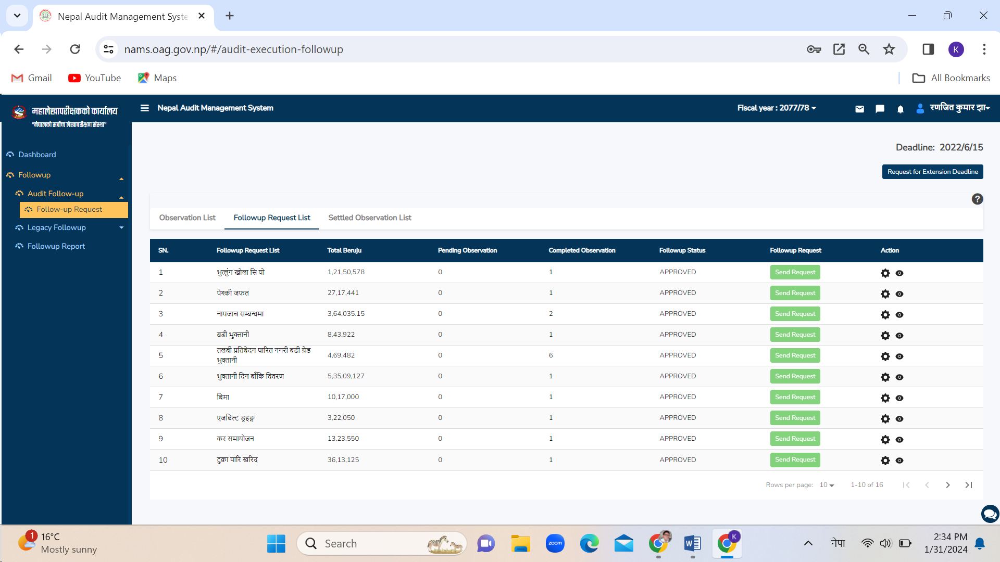 Nepal Audit Management Syste
nams.oag.gov.np/#/audit-execution-followup
K
Gmail YouTube Maps All Bookmarks
महालेखापरीक्षकको कार्यालय
"नेपालको सर्वोच्च लेखापरीक्षण संस्था"
Nepal Audit Management System Fiscal year : 2077/78 रणजित कुमार झा
Dashboard
Followup
Audit Follow-up
Follow-up Request
Legacy Followup
Followup Report
Deadline: 2022/6/15
Request for Extension Deadline
?
Observation List Followup Request List Settled Observation List
SN. Followup Request List Total Beruju Pending Observation Completed Observation Followup Status Followup Request Action
1 भुत्लुंग खोला सि यो 1,21,50,578 0 1 APPROVED Send Request
2 पेश्की जफत 27,17,441 0 1 APPROVED Send Request
3 नापजाच सम्बन्धमा 3,64,035.15 0 2 APPROVED Send Request
4 बढी भुक्तानी 8,43,922 0 1 APPROVED Send Request
5 तलबी प्रतिबेदन पारित नगरी बढी ग्रेड
भुक्तानी 4,69,482 0 6 APPROVED Send Request
6 भुक्तानी दिन बाँकि विवरण 5,35,09,127 0 1 APPROVED Send Request
7 बिमा 10,17,000 0 1 APPROVED Send Request
8 एजबिल्ट ड्रइङ्ग 3,22,050 0 1 APPROVED Send Request
9 कर समायोजन 13,23,550 0 1 APPROVED Send Request
10 टुक्रा पारि खरिद 36,13,125 0 1 APPROVED Send Request
Rows per page: 10 1-10 of 16
1 16°C
Mostly sunny
Search
zoom
K
नेपा
2:34 PM
1/31/2024